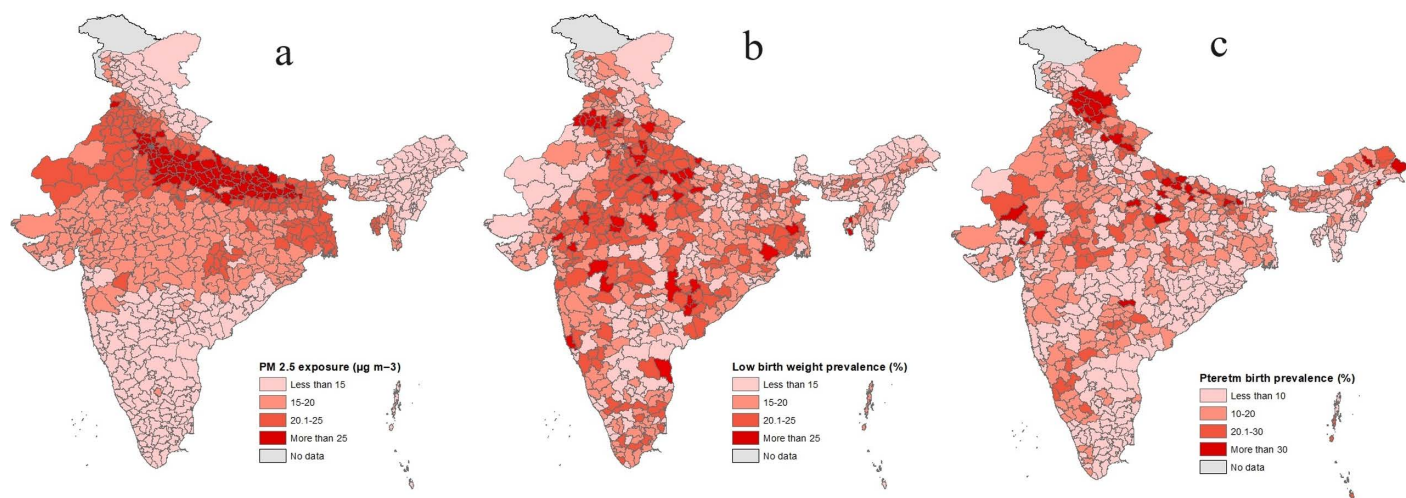 a
PM 2.5 exposure (µg m–3)
Less than 15
15-20
20.1-25
More than 25
No data
b
Low birth weight prevalence (%)
Less than 15
15-20
20.1-25
More than 25
No data
c
Pteretm birth prevalence (%)
Less than 10
10-20
20.1-30
More than 30
No data